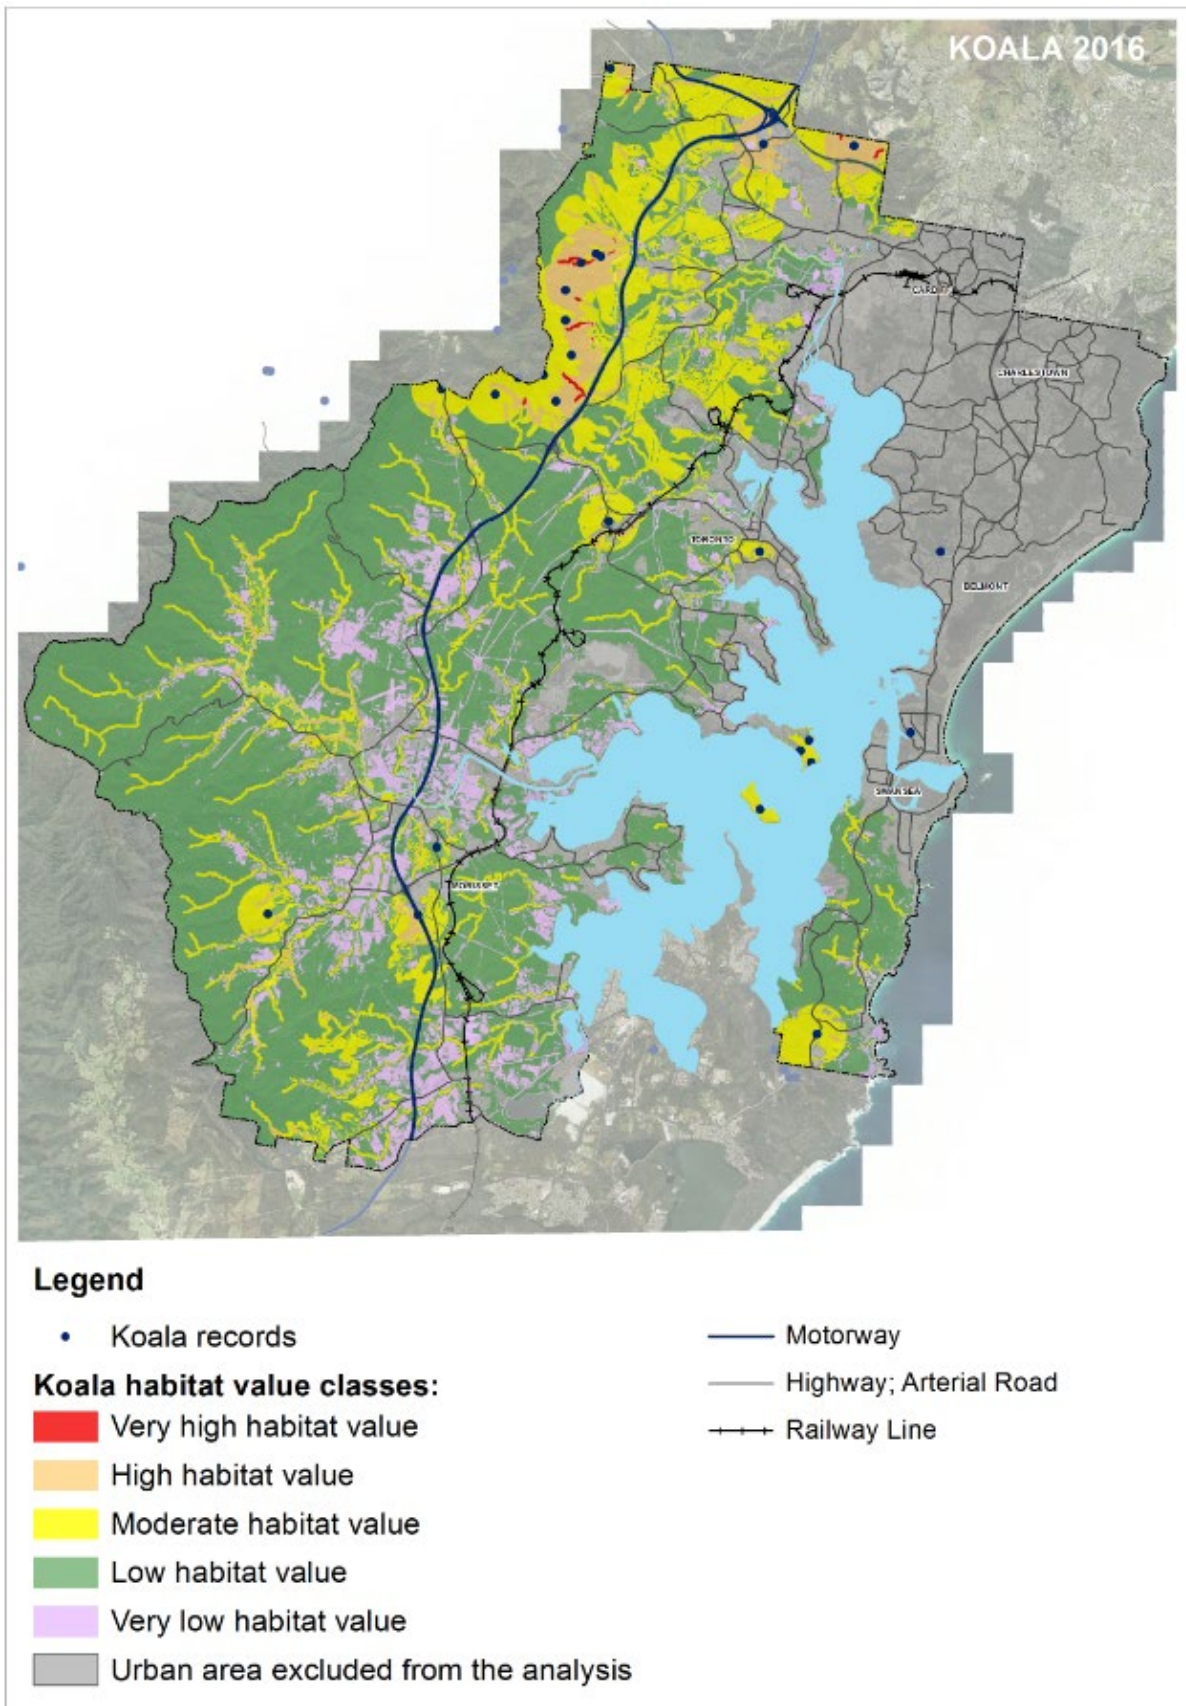 KOALA 2016
CARDIFF
CHARLESTOWN
TORONTO
BELMONT
SWANSEA
MORISSET
Legend
Koala records
Koala habitat value classes:
Very high habitat value
High habitat value
Moderate habitat value
Low habitat value
Very low habitat value
Urban area excluded from the analysis
Motorway
Highway; Arterial Road
Railway Line